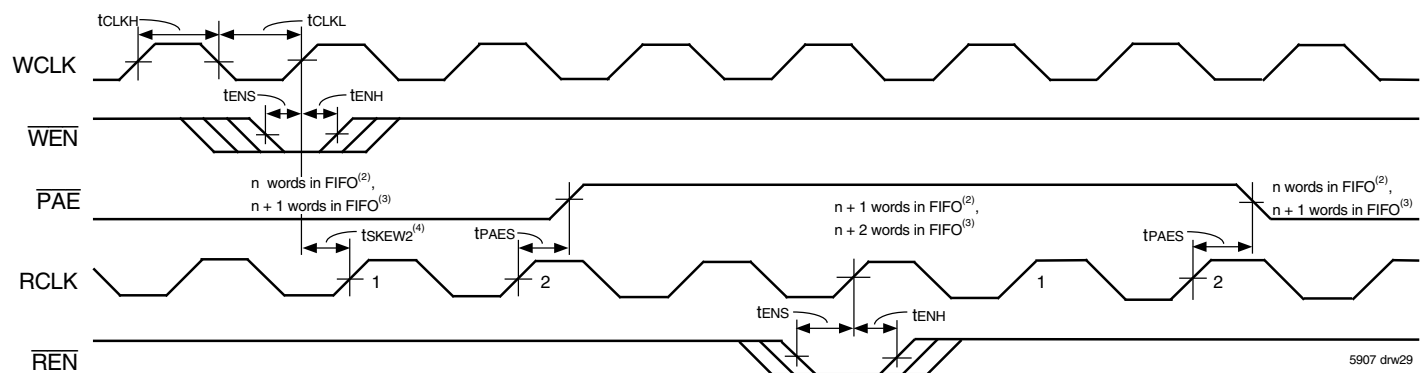 tCLKH tCLKL
WCLK
tENS tENH
WEN
n words in FIFO(2),
n + 1 words in FIFO(3)
PAE
n + 1 words in FIFO(2),
n + 2 words in FIFO(3)
n words in FIFO(2),
n + 1 words in FIFO(3)
tSKEW2(4) tPAES tPAES
RCLK 1 2 1 2
tENS tENH
REN
5907 drw29